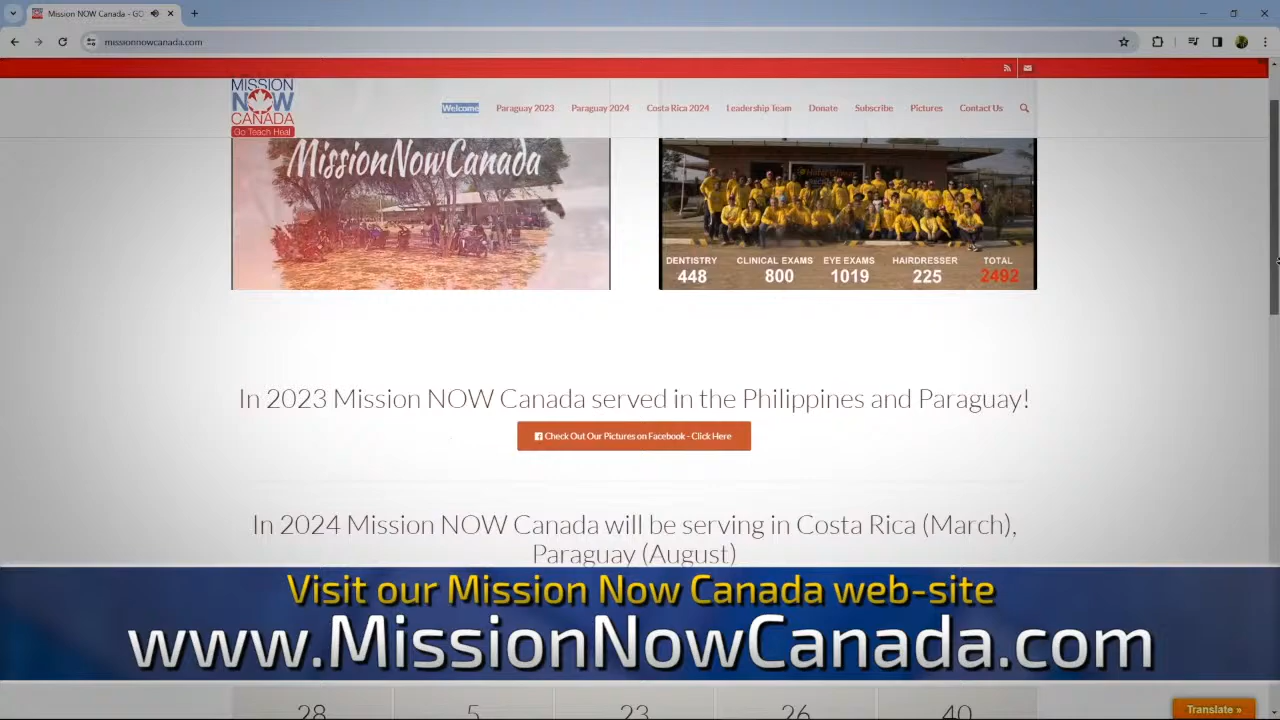 Mission NOW Canada - GO
missionnowcanada.com
MISSION
NOW
CANADA
Go Teach Heal
Welcome
Paraguay 2023
Paraguay 2024
Costa Rica 2024
Leadership Team
Donate
Subscribe
Pictures
Contact Us
MissionNowCanada
DENTISTRY CLINICAL EXAMS EYE EXAMS HAIRDRESSER TOTAL
448 800 1019 225 2492
In 2023 Mission NOW Canada served in the Philippines and Paraguay!
Check Out Our Pictures on Facebook - Click Here
In 2024 Mission NOW Canada will be serving in Costa Rica (March),
Paraguay (August)
Visit our Mission Now Canada web-site
www.MissionNowCanada.com
28 5 23 26 40
Translate »